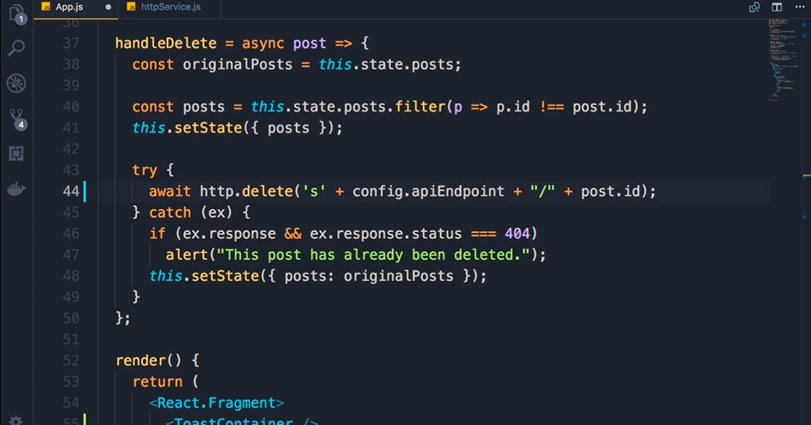 App.js
httpService.js
1
36
37 handleDelete = async post => {
38 const originalPosts = this.state.posts;
39
40 const posts = this.state.posts.filter(p => p.id !== post.id);
41 this.setState({ posts });
42
43 try {
44 await http.delete('s' + config.apiEndpoint + "/" + post.id);
45 } catch (ex) {
46 if (ex.response && ex.response.status === 404)
47 alert("This post has already been deleted.");
48 this.setState({ posts: originalPosts });
49 }
50 };
51
52 render() {
53 return (
54 <React.Fragment>
55 <ToastContainer />
4